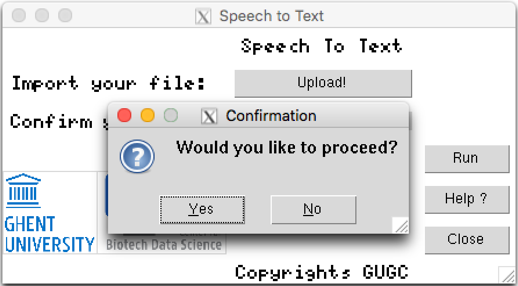 Speech to Text
Speech To Text
Import your file:
Upload!
Confirm
Confirmation
Would you like to proceed?
Yes
No
Run
Help ?
Close
GHENT
UNIVERSITY
Biotech Data Science
Copyrights GUGC